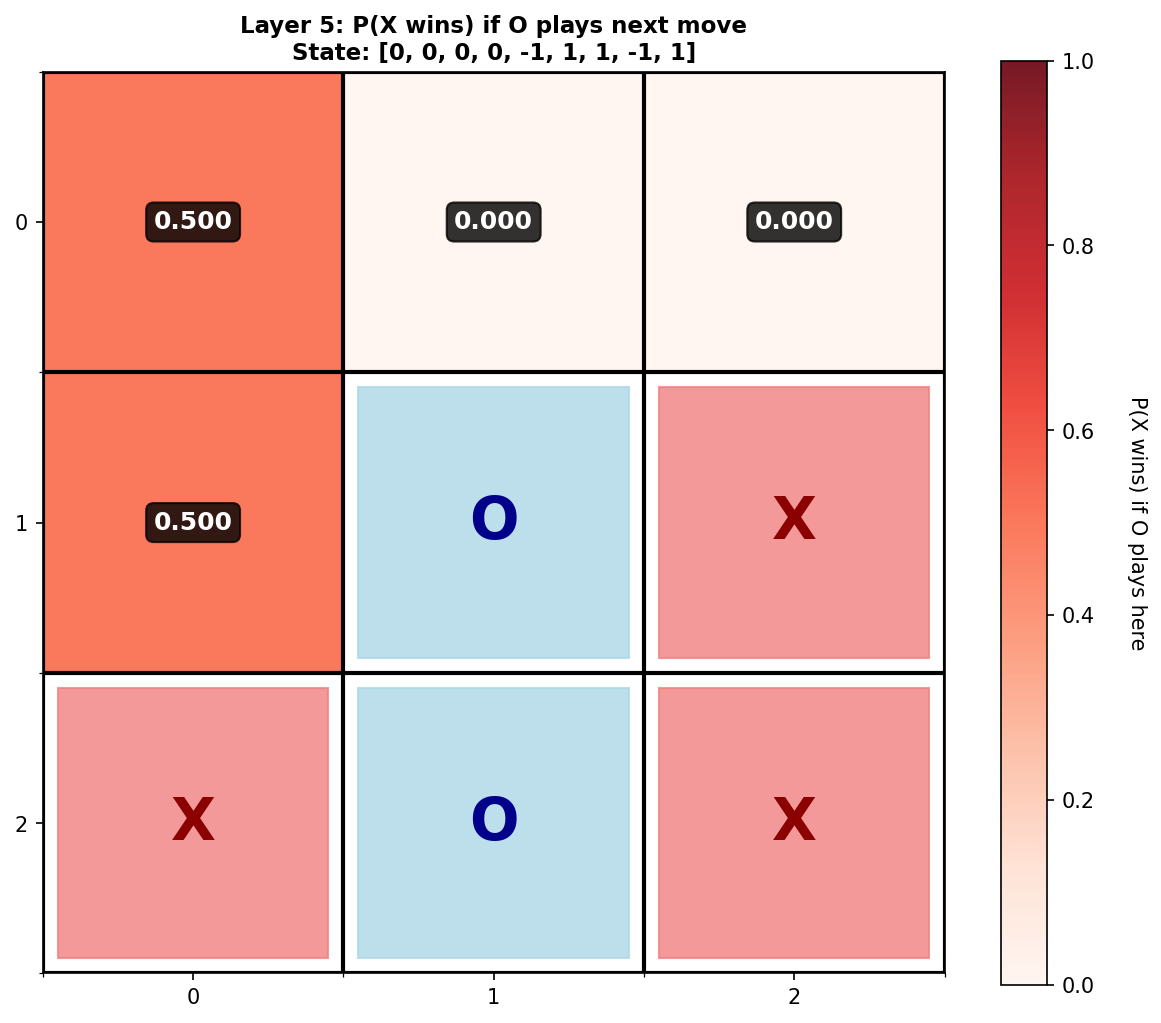 Layer 5: P(X wins) if O plays next move
State: [0, 0, 0, 0, -1, 1, 1, -1, 1]
1.0
0.8
0.6
0.4
0.2
0.0
P(X wins) if O plays here
0
0.500
0.000
0.000
1
0.500
O
X
2
X
O
X
0
1
2